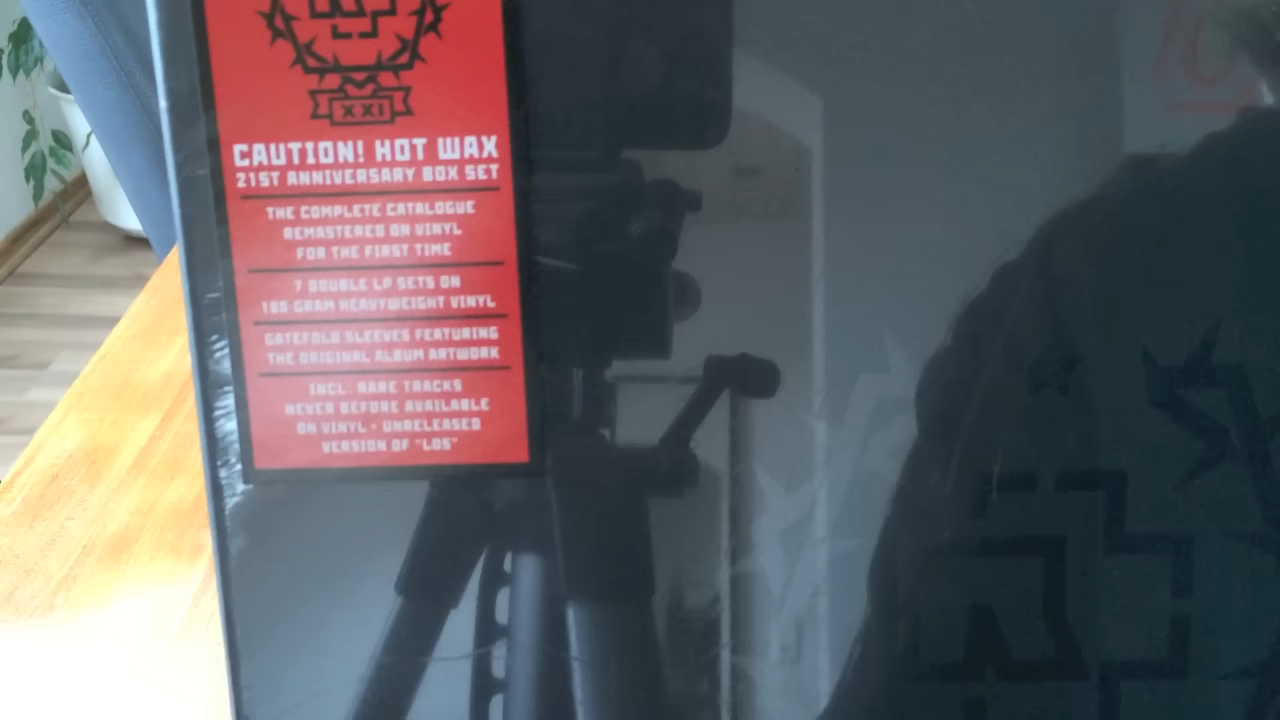 XXI
CAUTION! HOT WAX
21ST ANNIVERSARY BOX SET
THE COMPLETE CATALOGUE
REMASTERED ON VINYL
FOR THE FIRST TIME
7 DOUBLE LP SETS ON
180-GRAM HEAVYWEIGHT VINYL
GATEFOLD SLEEVES FEATURING
THE ORIGINAL ALBUM ARTWORK
INCL. RARE TRACKS
NEVER BEFORE AVAILABLE
ON VINYL • UNRELEASED
VERSION OF "LOS"